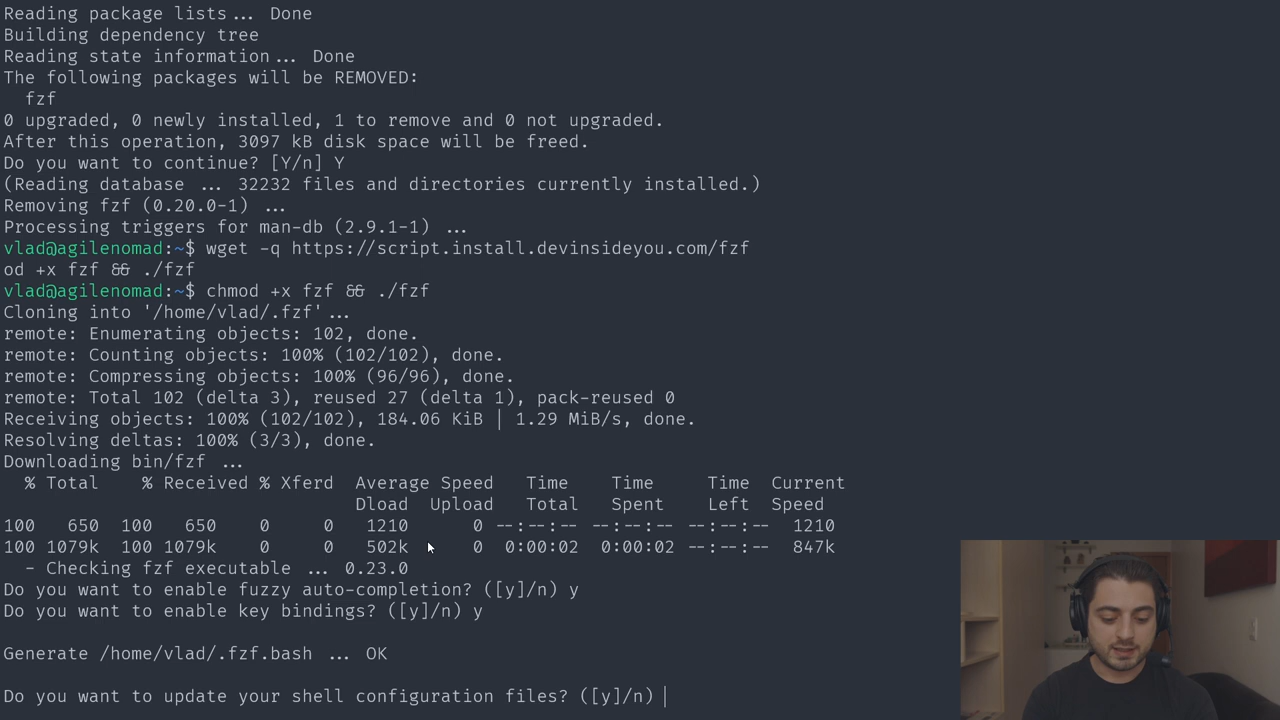 Reading package lists... Done
Building dependency tree
Reading state information... Done
The following packages will be REMOVED:
  fzf
0 upgraded, 0 newly installed, 1 to remove and 0 not upgraded.
After this operation, 3097 kB disk space will be freed.
Do you want to continue? [Y/n] Y
(Reading database ... 32232 files and directories currently installed.)
Removing fzf (0.20.0-1) ...
Processing triggers for man-db (2.9.1-1) ...
vlad@agilenomad:~$ wget -q https://script.install.devinsideyou.com/fzf
od +x fzf && ./fzf
vlad@agilenomad:~$ chmod +x fzf && ./fzf
Cloning into '/home/vlad/.fzf'...
remote: Enumerating objects: 102, done.
remote: Counting objects: 100% (102/102), done.
remote: Compressing objects: 100% (96/96), done.
remote: Total 102 (delta 3), reused 27 (delta 1), pack-reused 0
Receiving objects: 100% (102/102), 184.06 KiB | 1.29 MiB/s, done.
Resolving deltas: 100% (3/3), done.
Downloading bin/fzf ...
  % Total    % Received % Xferd  Average Speed   Time    Time     Time  Current
                                 Dload  Upload   Total   Spent    Left  Speed
100   650  100   650    0     0   1210      0 --:--:-- --:--:-- --:--:--  1210
100 1079k  100 1079k    0     0   502k      0  0:00:02  0:00:02 --:--:--  847k
  - Checking fzf executable ... 0.23.0
Do you want to enable fuzzy auto-completion? ([y]/n) y
Do you want to enable key bindings? ([y]/n) y
Generate /home/vlad/.fzf.bash ... OK
Do you want to update your shell configuration files? ([y]/n)